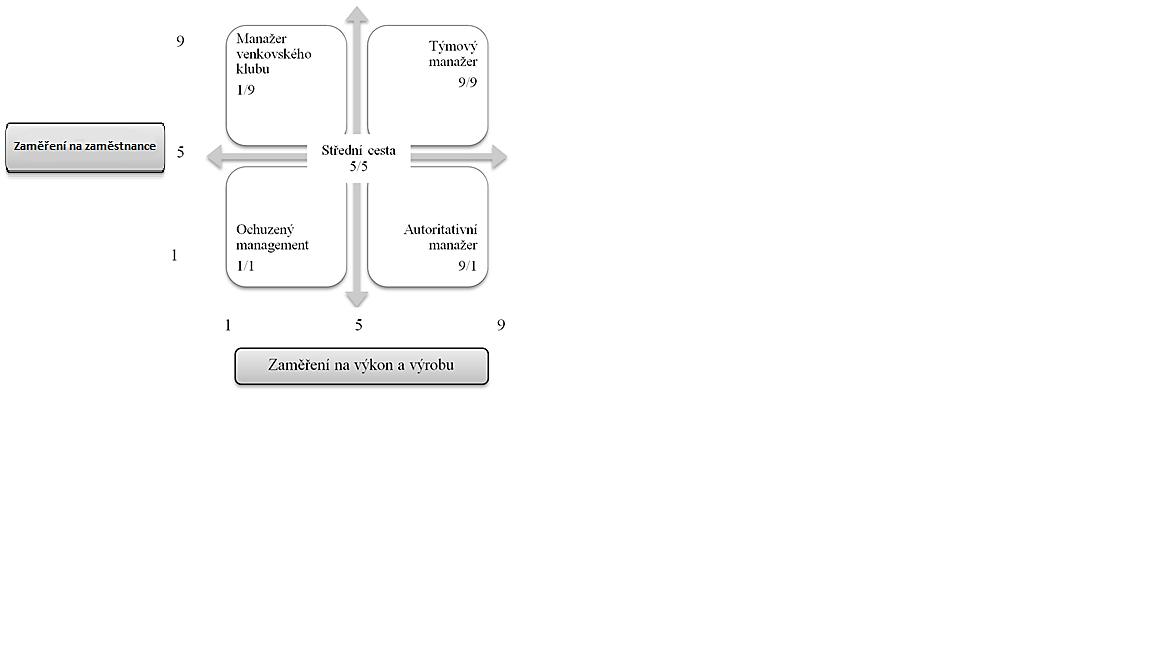 9
Manažer
venkovského
klubu
1/9
Týmový
manažer
9/9
Zaměření na zaměstnance
5
Střední cesta
5/5
1
Ochuzený
management
1/1
Autoritativní
manažer
9/1
1 5 9
Zaměření na výkon a výrobu